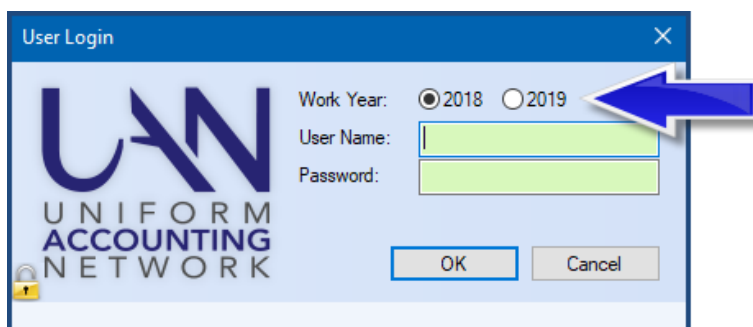 User Login
UAN
UNIFORM
ACCOUNTING
NETWORK
Work Year: 2018 2019
User Name:
Password:
OK Cancel